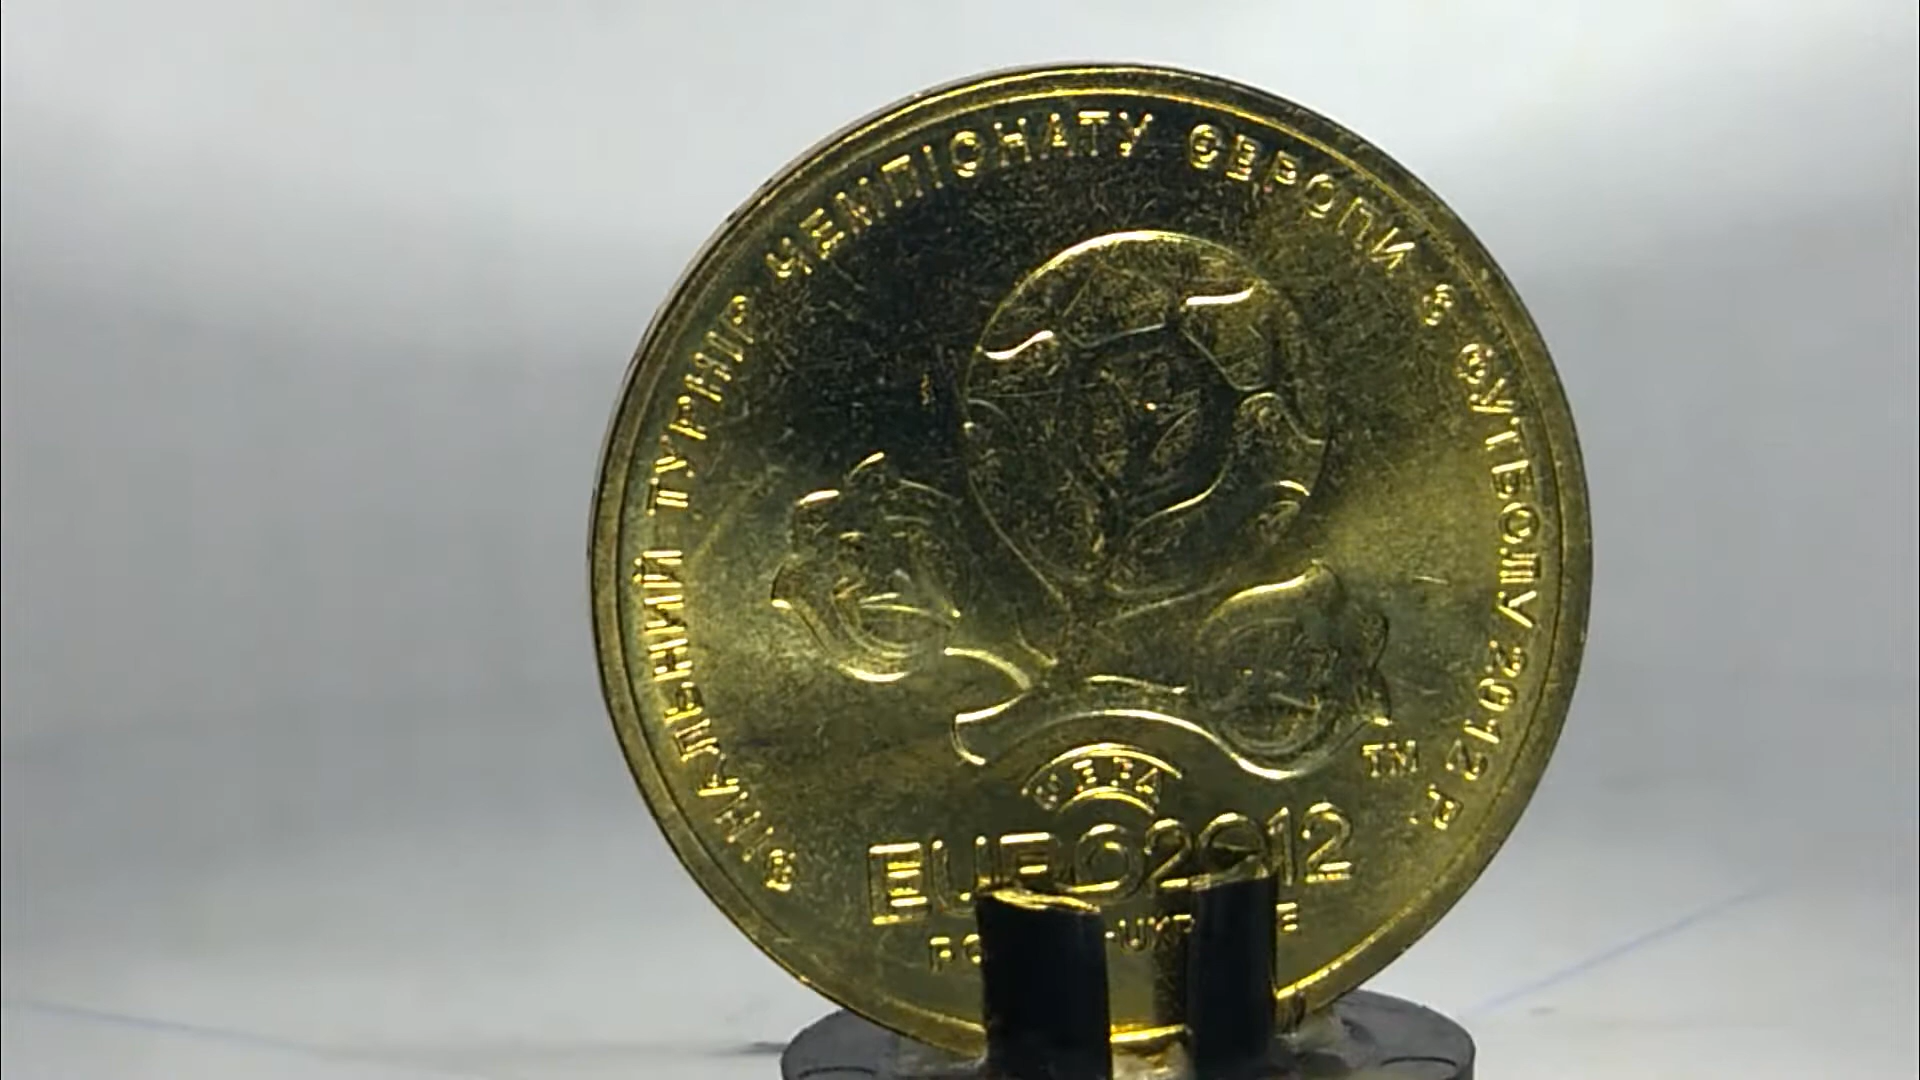 ФІНАЛЬНИЙ ТУРНІР ЧЕМПІОНАТУ ЄВРОПИ З ФУТБОЛУ 2012 Р.
TM
UEFA
EURO2012